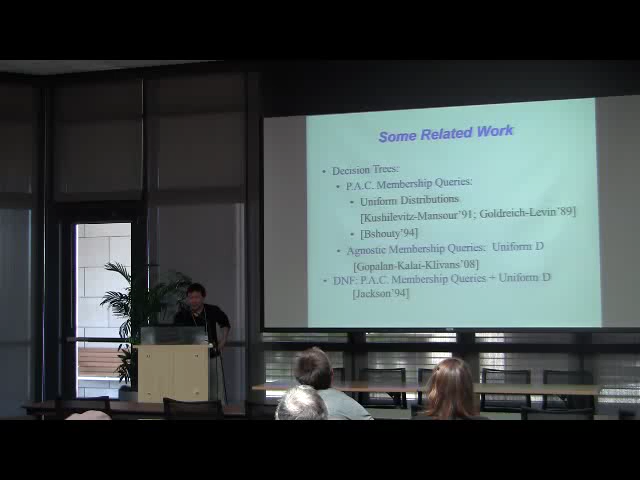 Some Related Work
• Decision Trees:
• P.A.C. Membership Queries:
• Uniform Distributions
[Kushilevitz-Mansour'91; Goldreich-Levin'89]
• [Bshouty'94]
• Agnostic Membership Queries: Uniform D
[Gopalan-Kalai-Klivans'08]
• DNF: P.A.C. Membership Queries + Uniform D
[Jackson'94]